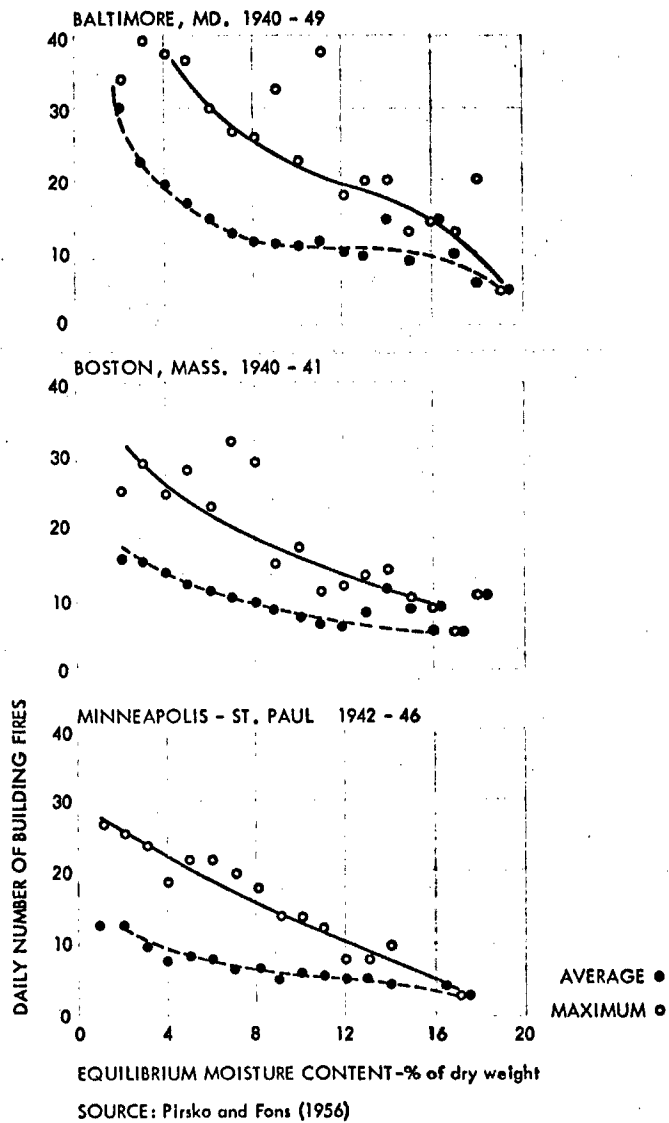 BALTIMORE, MD. 1940 - 49
40
30
20
10
0
BOSTON, MASS. 1940 - 41
40
30
20
10
0
MINNEAPOLIS - ST. PAUL 1942 - 46
40
30
20
10
0
0 4 8 12 16 20
DAILY NUMBER OF BUILDING FIRES
AVERAGE
MAXIMUM
EQUILIBRIUM MOISTURE CONTENT-% of dry weight
SOURCE: Pirsko and Fons (1956)